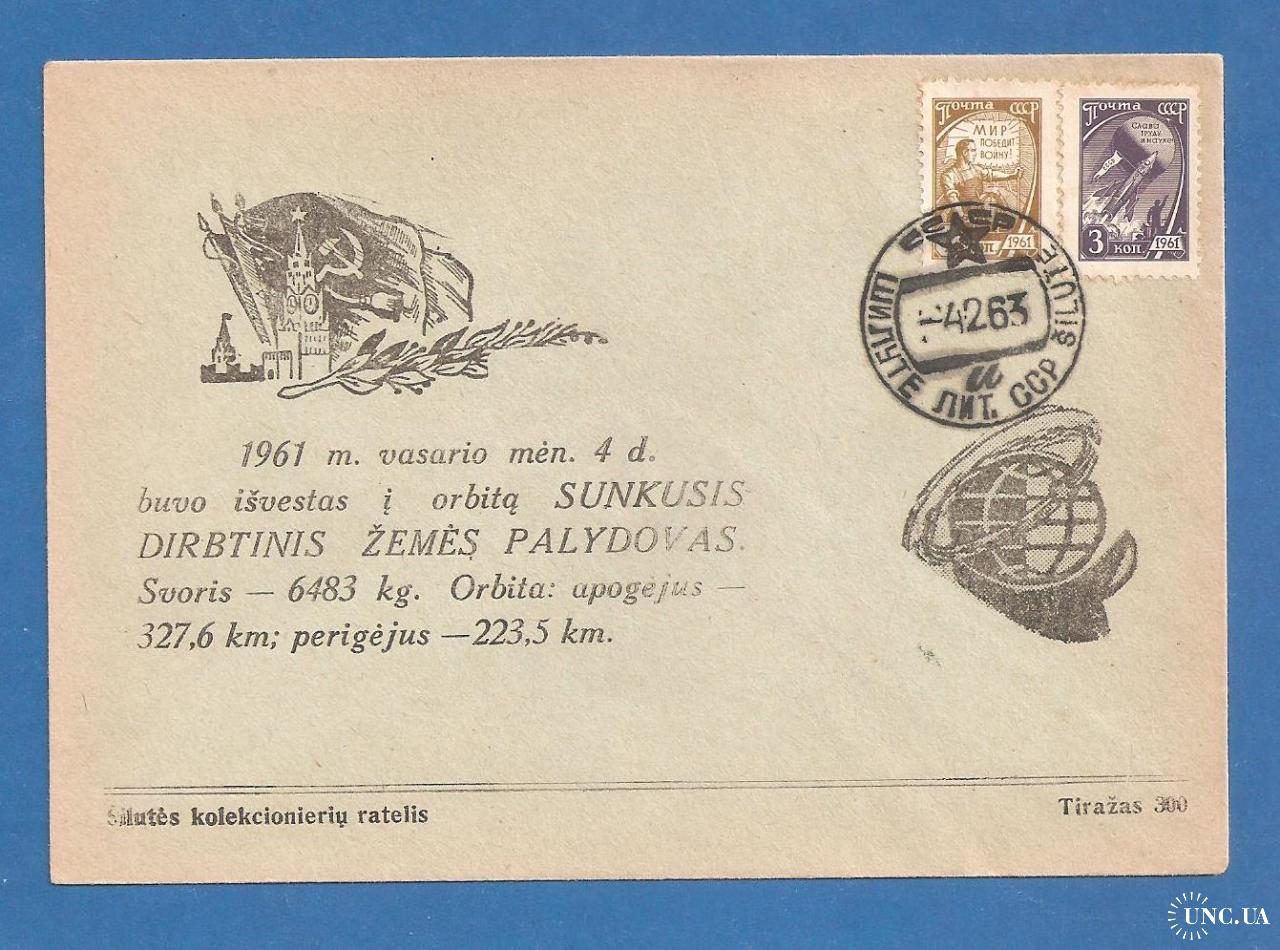 Почта СССР
МИР
ПОБЕДИТ
ВОЙНУ!
коп. 1961
Почта СССР
СЛАВА
ТРУДУ
И НАУКЕ!
СССР
3 коп. 1961
СССР
ШИЛУТЕ ЛИТ. ССР ŠILUTĖ
-4263
и
1961 m. vasario mėn. 4 d.
buvo išvestas į orbitą SUNKUSIS
DIRBTINIS ŽEMĖS PALYDOVAS.
Svoris — 6483 kg. Orbita: apogėjus —
327,6 km; perigėjus —223,5 km.
Šilutės kolekcionierių ratelis
Tiražas 300
UNC.UA